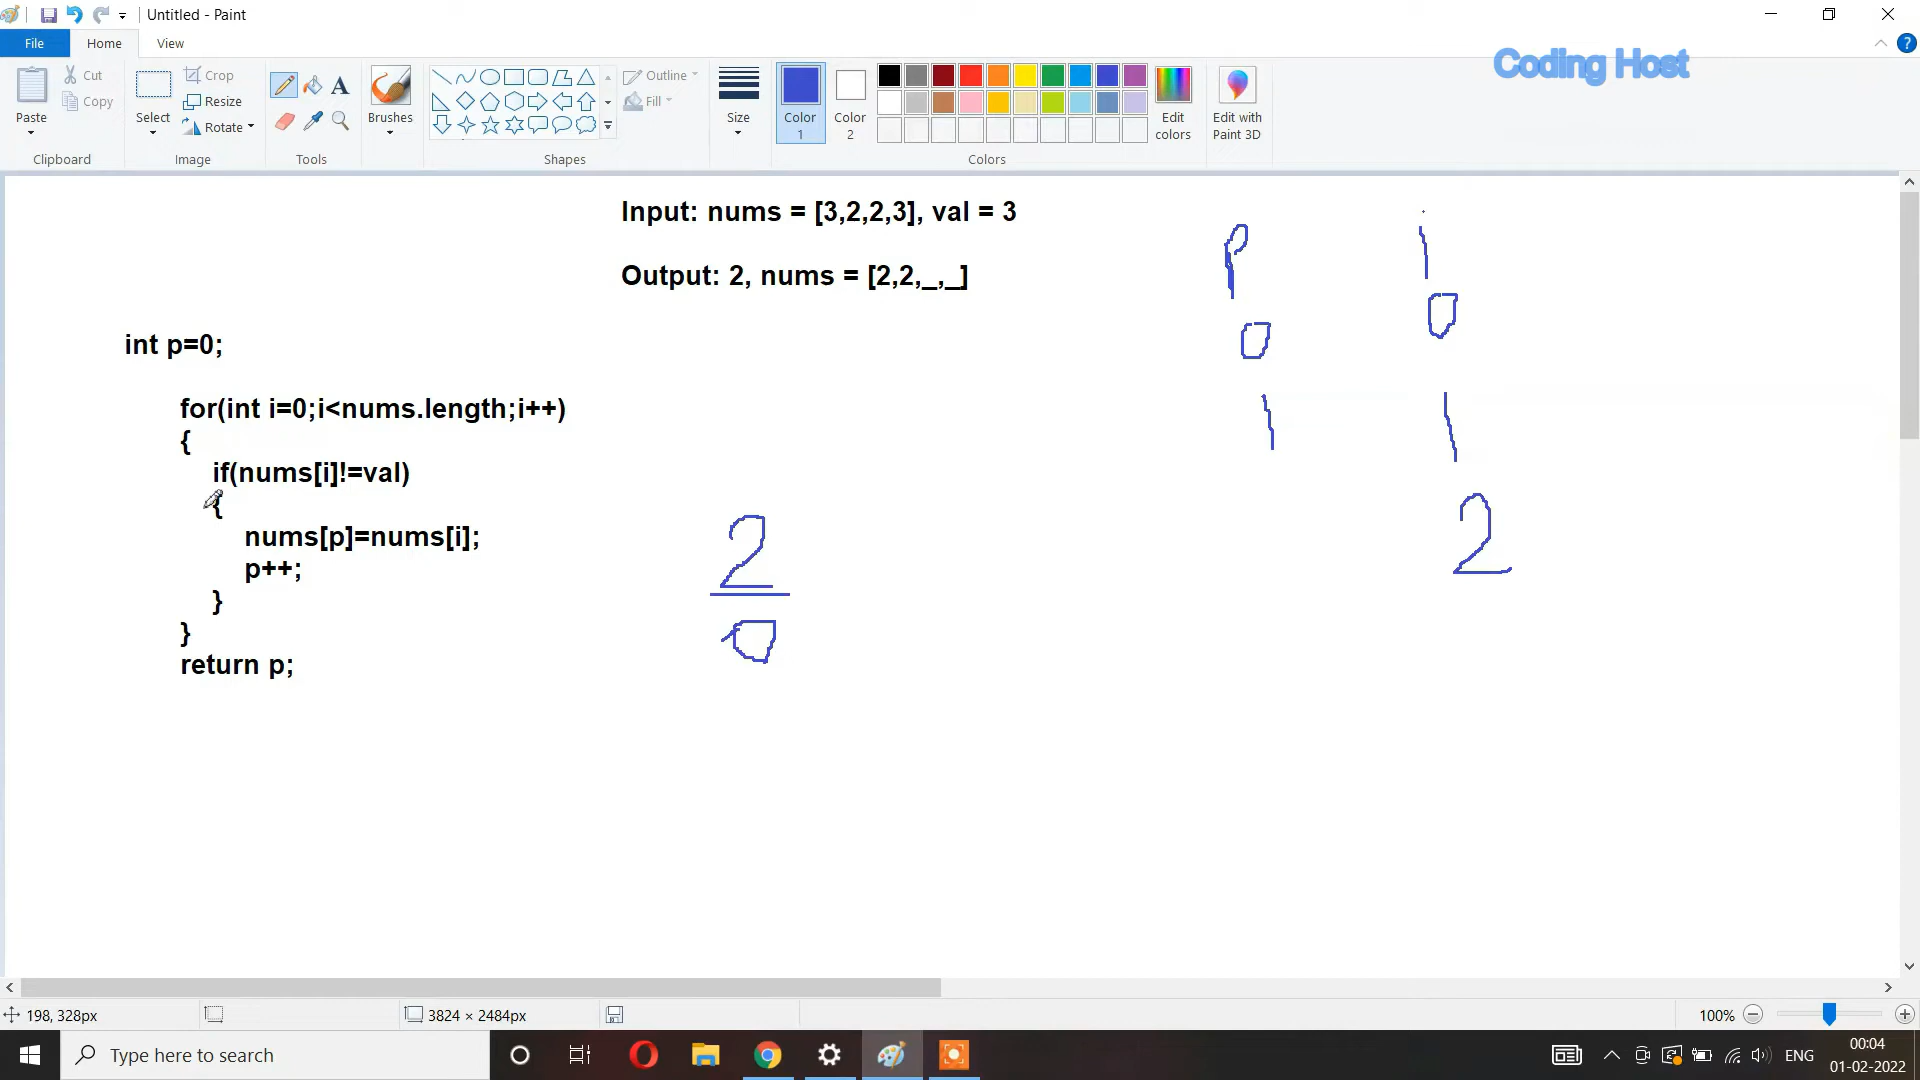 Untitled - Paint
File Home View
Coding Host
Paste Cut Copy
Select Crop Resize Rotate
Brushes
Outline
Fill
Size
Color 1
Color 2
Edit colors
Edit with Paint 3D
Clipboard Image Tools Shapes Colors
Input: nums = [3,2,2,3], val = 3
Output: 2, nums = [2,2,_,_]
p i
0 0
1 1
2
int p=0;
for(int i=0;i<nums.length;i++)
{
if(nums[i]!=val)
{
nums[p]=nums[i];
p++;
}
}
return p;
2
0
198, 328px 3824 × 2484px 100%
Type here to search
ENG
00:04
01-02-2022